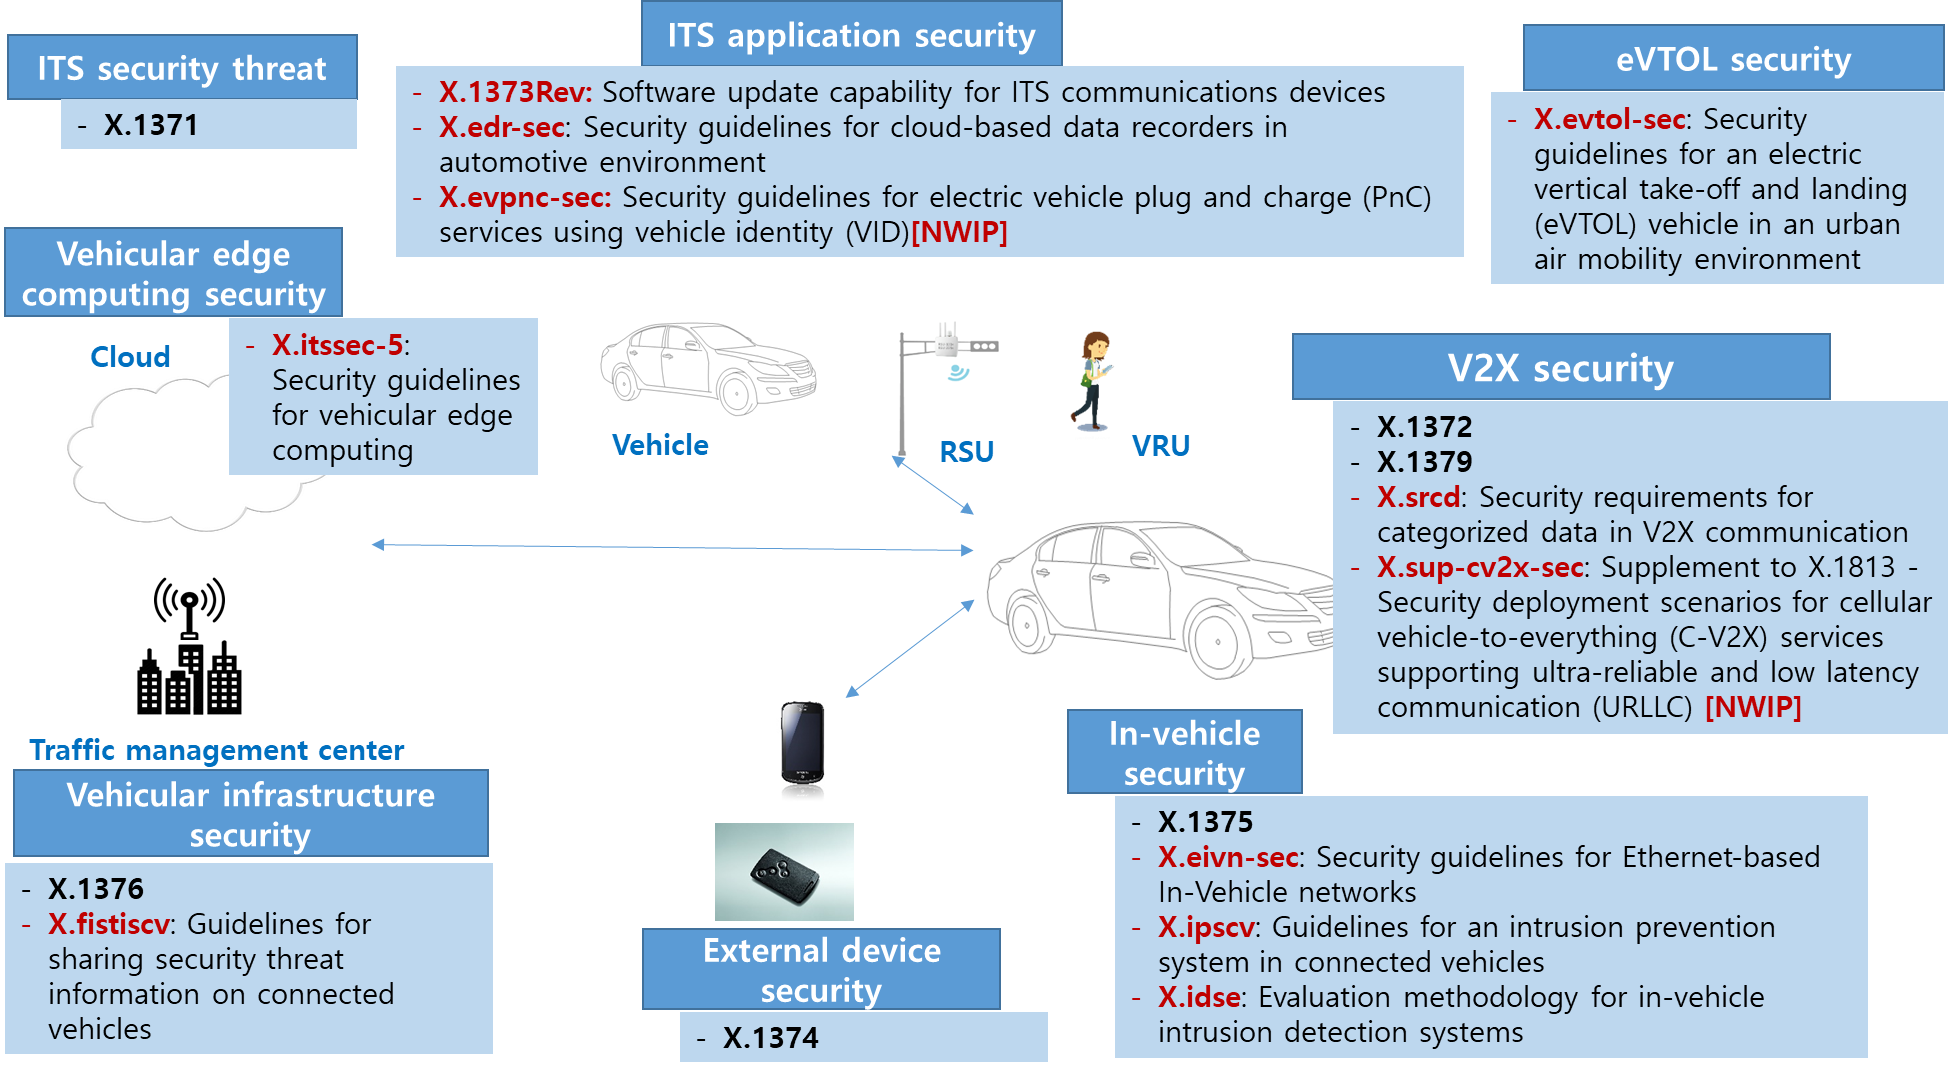 ITS security threat
- X.1371
ITS application security
- X.1373Rev: Software update capability for ITS communications devices
- X.edr-sec: Security guidelines for cloud-based data recorders in
automotive environment
- X.evpnc-sec: Security guidelines for electric vehicle plug and charge (PnC)
services using vehicle identity (VID)[NWIP]
eVTOL security
- X.evtol-sec: Security
guidelines for an electric
vertical take-off and landing
(eVTOL) vehicle in an urban
air mobility environment
Vehicular edge
computing security
Cloud
- X.itssec-5:
Security guidelines
for vehicular edge
computing
Vehicle
RSU
VRU
V2X security
- X.1372
- X.1379
- X.srcd: Security requirements for
categorized data in V2X communication
- X.sup-cv2x-sec: Supplement to X.1813 -
Security deployment scenarios for cellular
vehicle-to-everything (C-V2X) services
supporting ultra-reliable and low latency
communication (URLLC) [NWIP]
Traffic management center
Vehicular infrastructure
security
- X.1376
- X.fistiscv: Guidelines for
sharing security threat
information on connected
vehicles
External device
security
- X.1374
In-vehicle
security
- X.1375
- X.eivn-sec: Security guidelines for Ethernet-based
In-Vehicle networks
- X.ipscv: Guidelines for an intrusion prevention
system in connected vehicles
- X.idse: Evaluation methodology for in-vehicle
intrusion detection systems